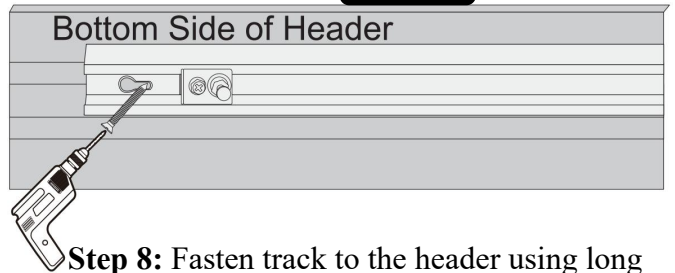 Bottom Side of Header
Step 8: Fasten track to the header using long